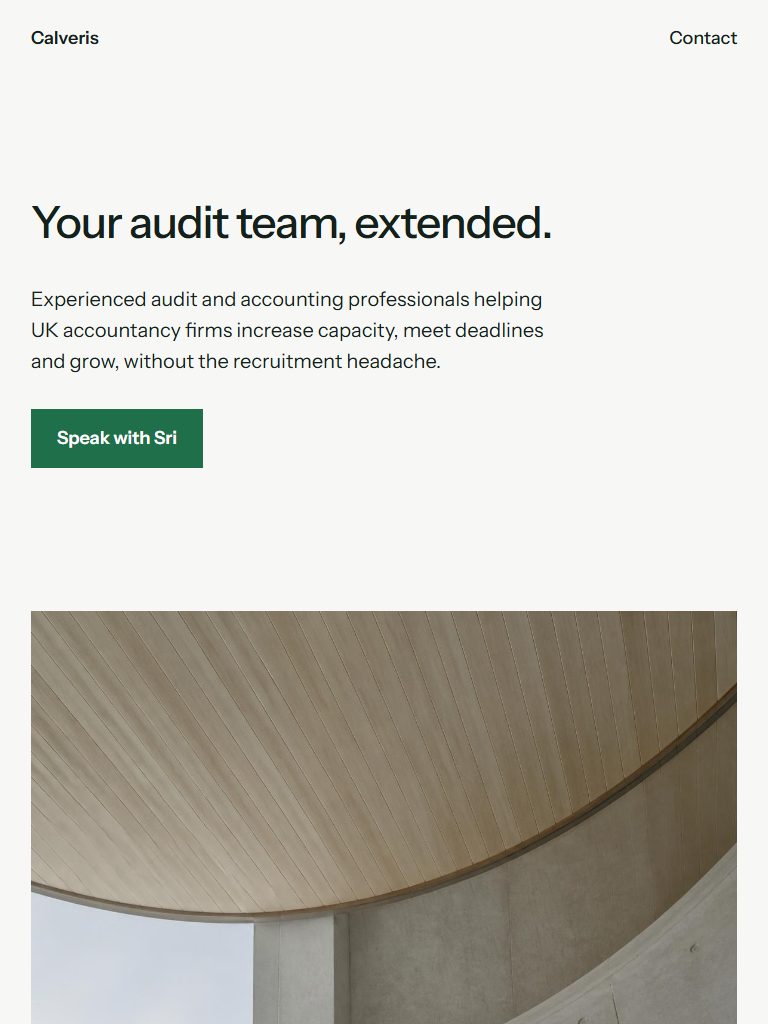 Calveris
Contact
Your audit team, extended.
Experienced audit and accounting professionals helping
UK accountancy firms increase capacity, meet deadlines
and grow, without the recruitment headache.
Speak with Sri